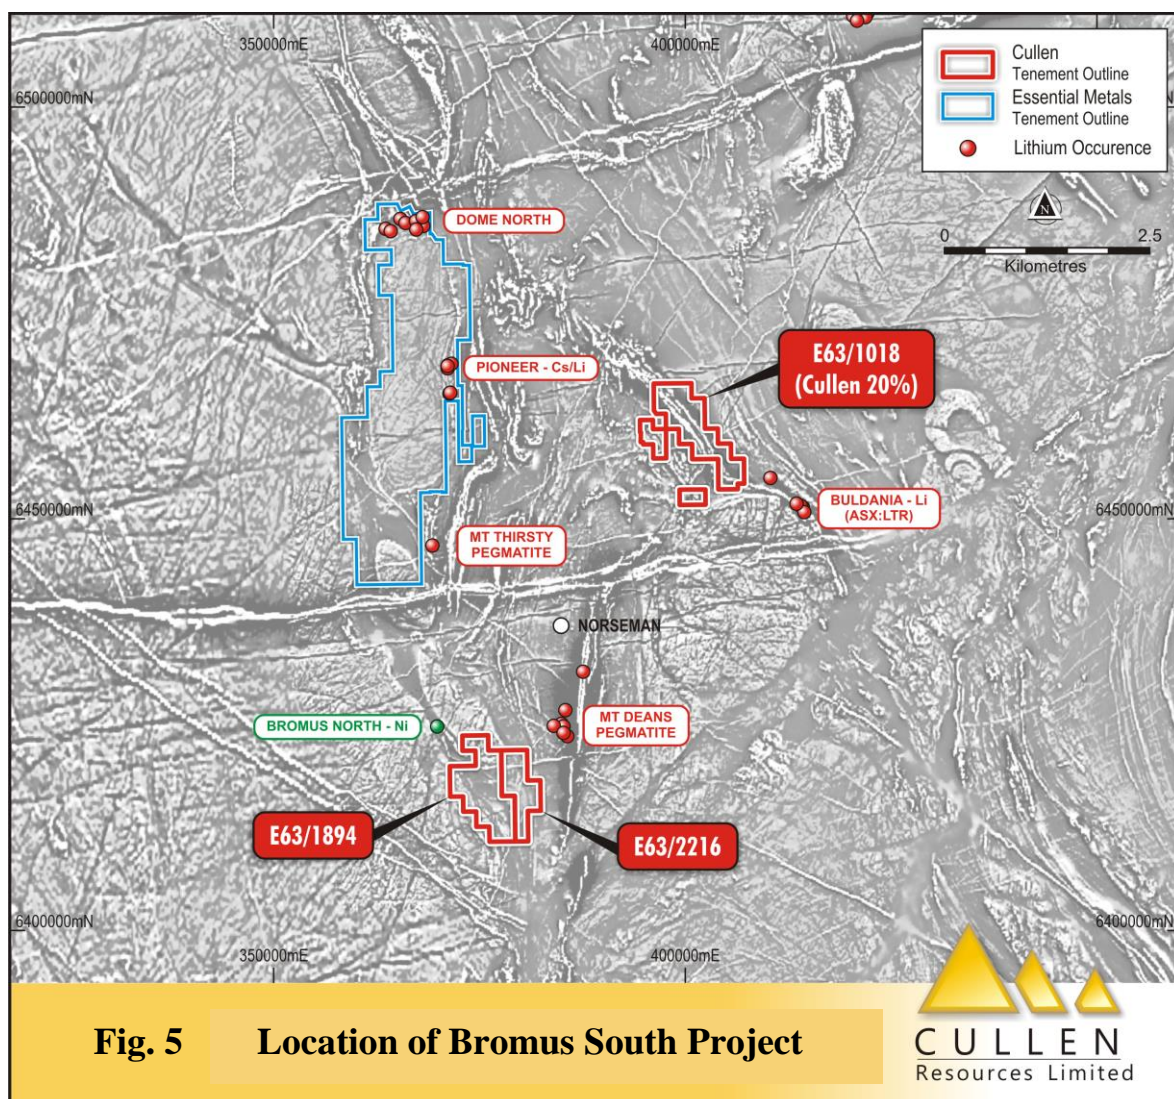 350000mE
400000mE
Cullen
Tenement Outline
Essential Metals
Tenement Outline
Lithium Occurence
6500000mN
N
0
2.5
Kilometres
DOME NORTH
PIONEER - Cs/Li
E63/1018
(Cullen 20%)
6450000mN
6450000mN
BULDANIA - Li
(ASX:LTR)
MT THIRSTY
PEGMATITE
NORSEMAN
BROMUS NORTH - Ni
MT DEANS
PEGMATITE
E63/1894
E63/2216
6400000mN
6400000mN
350000mE
400000mE
Fig. 5 Location of Bromus South Project
CULLEN
Resources Limited